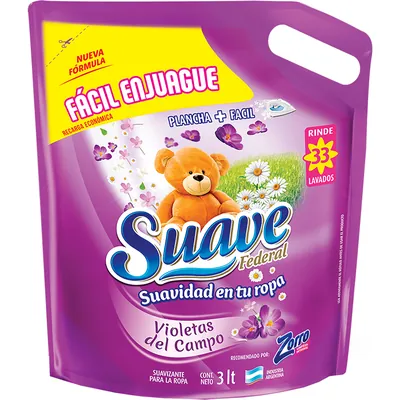 NUEVA
FÓRMULA
FÁCIL ENJUAGUE
RECARGA ECONÓMICA
PLANCHA + FACIL
RINDE
33
LAVADOS
Suave
Federal
Suavidad en tu ropa
Violetas
del Campo
RECOMENDADO POR:
Zorro
SUAVIZANTE
PARA LA ROPA
CONT.
NETO 3 lt
INDUSTRIA
ARGENTINA